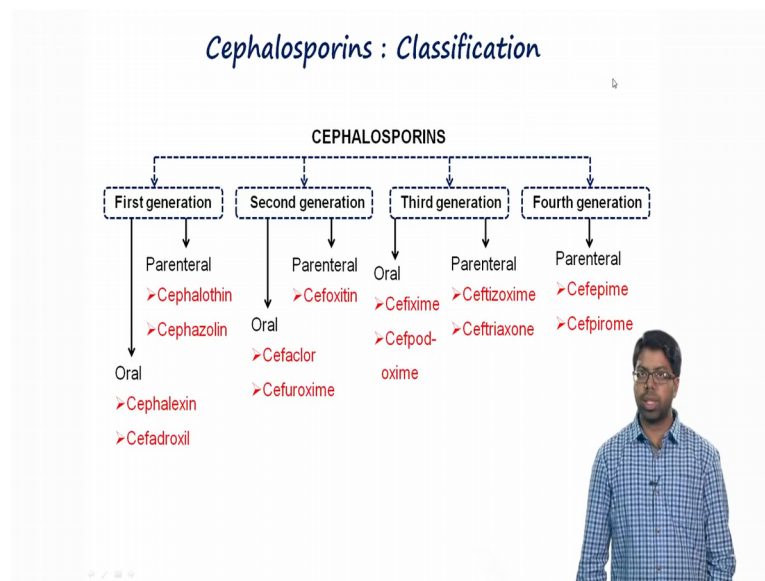 Cephalosporins : Classification
CEPHALOSPORINS
First generation
Second generation
Third generation
Fourth generation
Parenteral
➢Cephalothin
➢Cephazolin
Oral
➢Cephalexin
➢Cefadroxil
Parenteral
➢Cefoxitin
Oral
➢Cefaclor
➢Cefuroxime
Oral
➢Cefixime
➢Cefpod-
oxime
Parenteral
➢Ceftizoxime
➢Ceftriaxone
Parenteral
➢Cefepime
➢Cefpirome